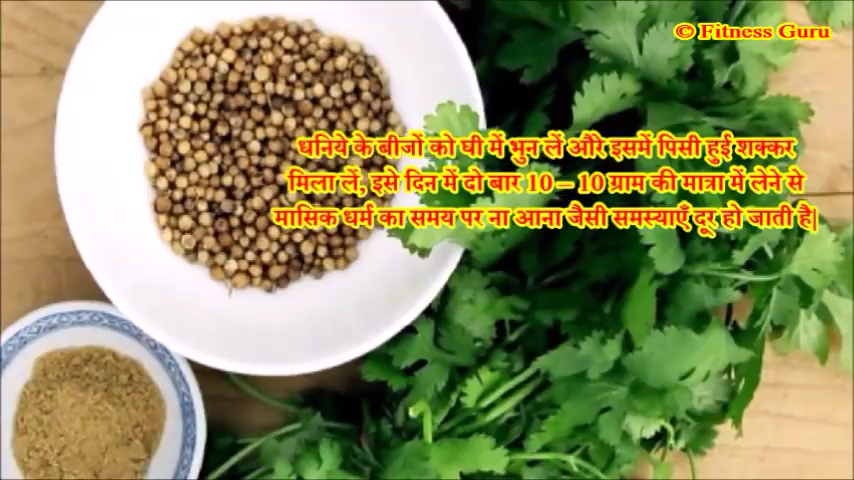 © Fitness Guru
धनिये के बीजों को घी में भुन लें औरे इसमें पिसी हुई शक्कर
मिला लें, इसे दिन में दो बार 10 – 10 ग्राम की मात्रा में लेने से
मासिक धर्म का समय पर ना आना जैसी समस्याएँ दूर हो जाती है|